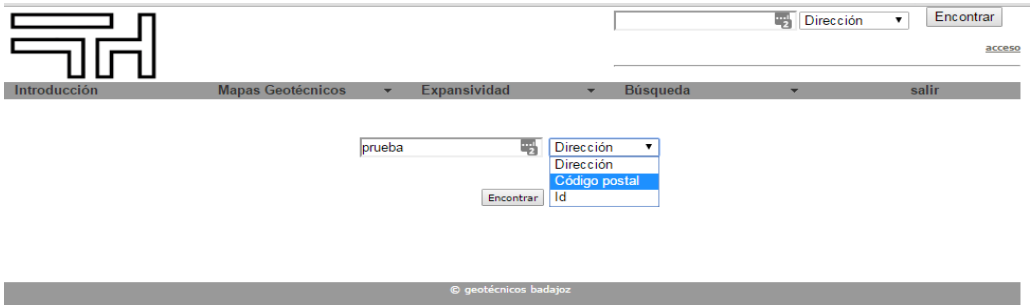 Dirección Encontrar
acceso
Introducción Mapas Geotécnicos Expansividad Búsqueda salir
prueba Dirección
Dirección
Código postal
Encontrar Id
© geotécnicos badajoz